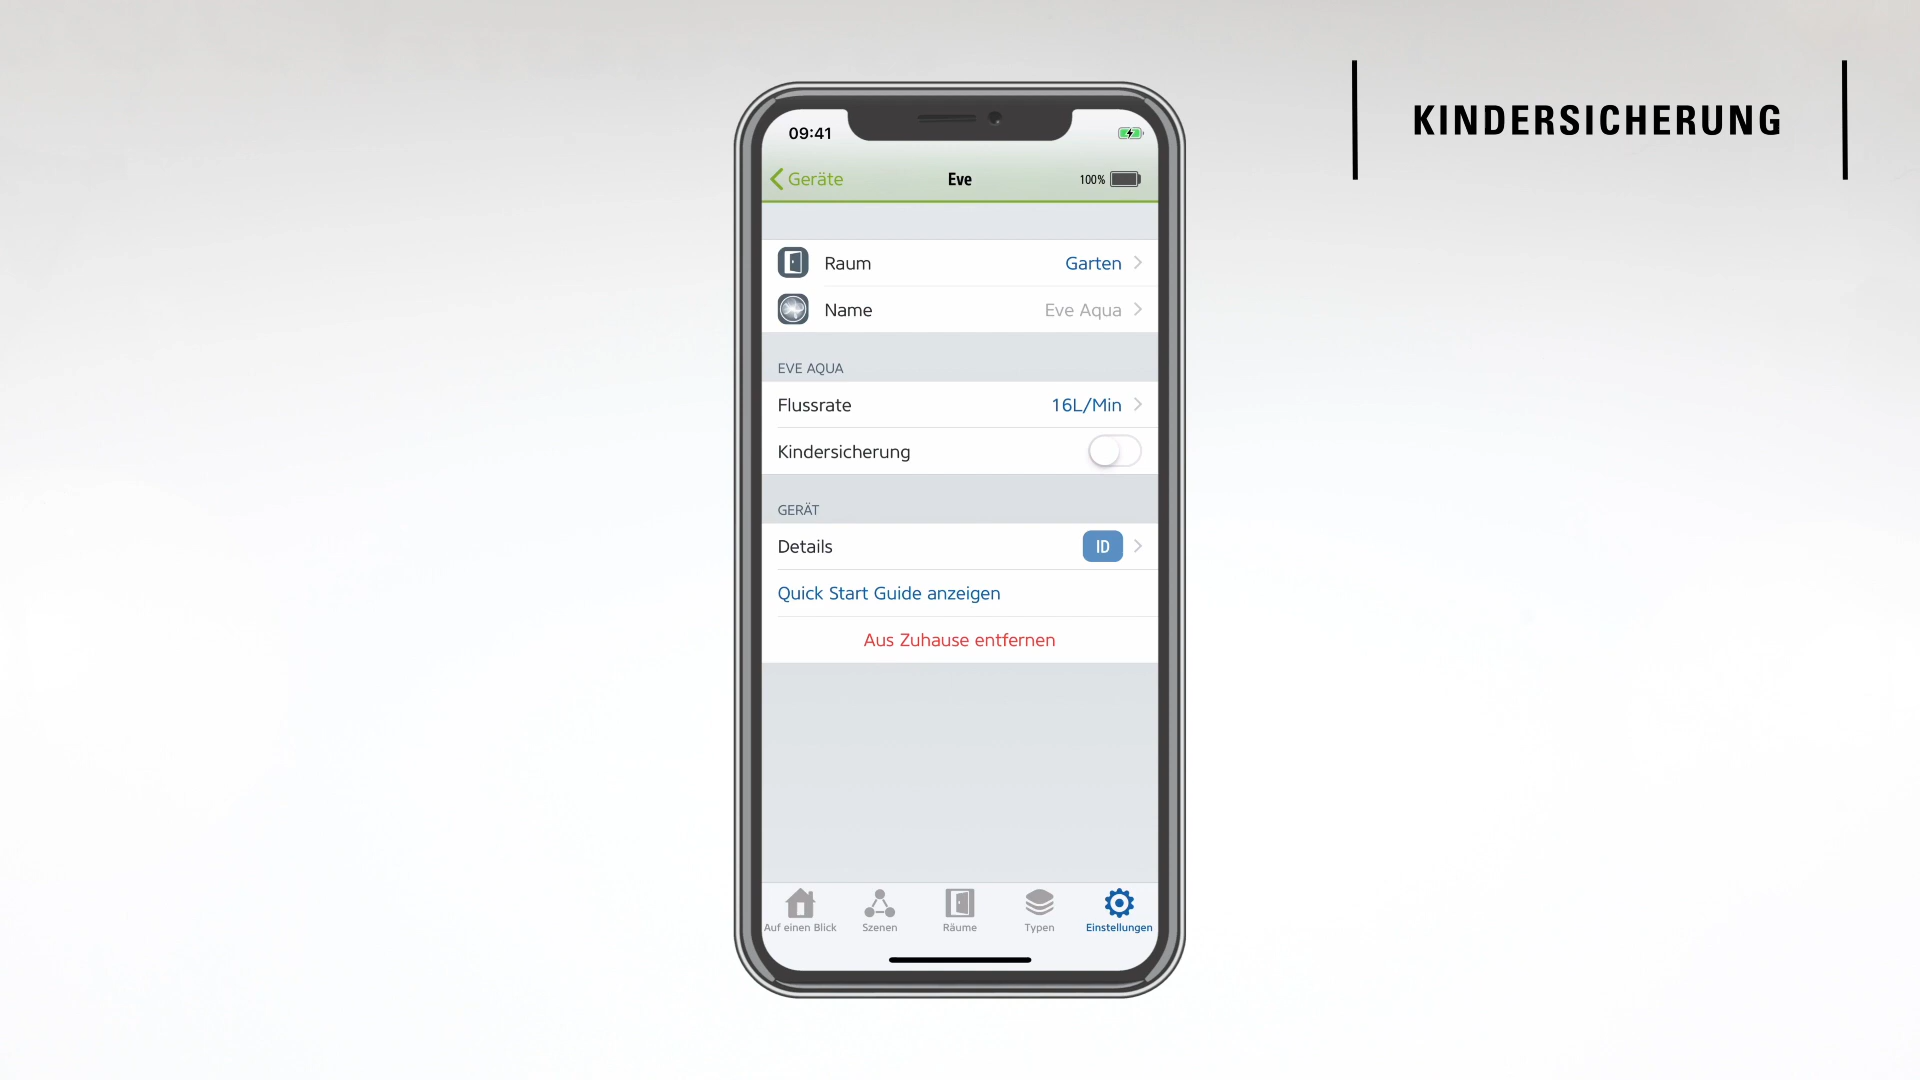 KINDERSICHERUNG
09:41
Geräte
Eve
100%
Raum
Garten
Name
Eve Aqua
EVE AQUA
Flussrate
16L/Min
Kindersicherung
GERÄT
Details
ID
Quick Start Guide anzeigen
Aus Zuhause entfernen
Auf einen Blick
Szenen
Räume
Typen
Einstellungen